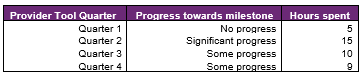 Provider Tool Quarter Progress towards milestone Hours spent
Quarter 1 No progress 5
Quarter 2 Significant progress 15
Quarter 3 Some progress 10
Quarter 4 Some progress 9